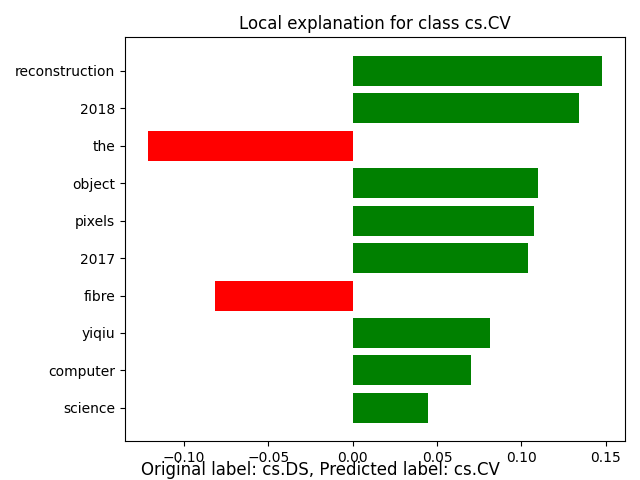 Local explanation for class cs.CV
reconstruction
2018
the
object
pixels
2017
fibre
yiqiu
computer
science
−0.10 −0.05 0.00 0.05 0.10 0.15
Original label: cs.DS, Predicted label: cs.CV